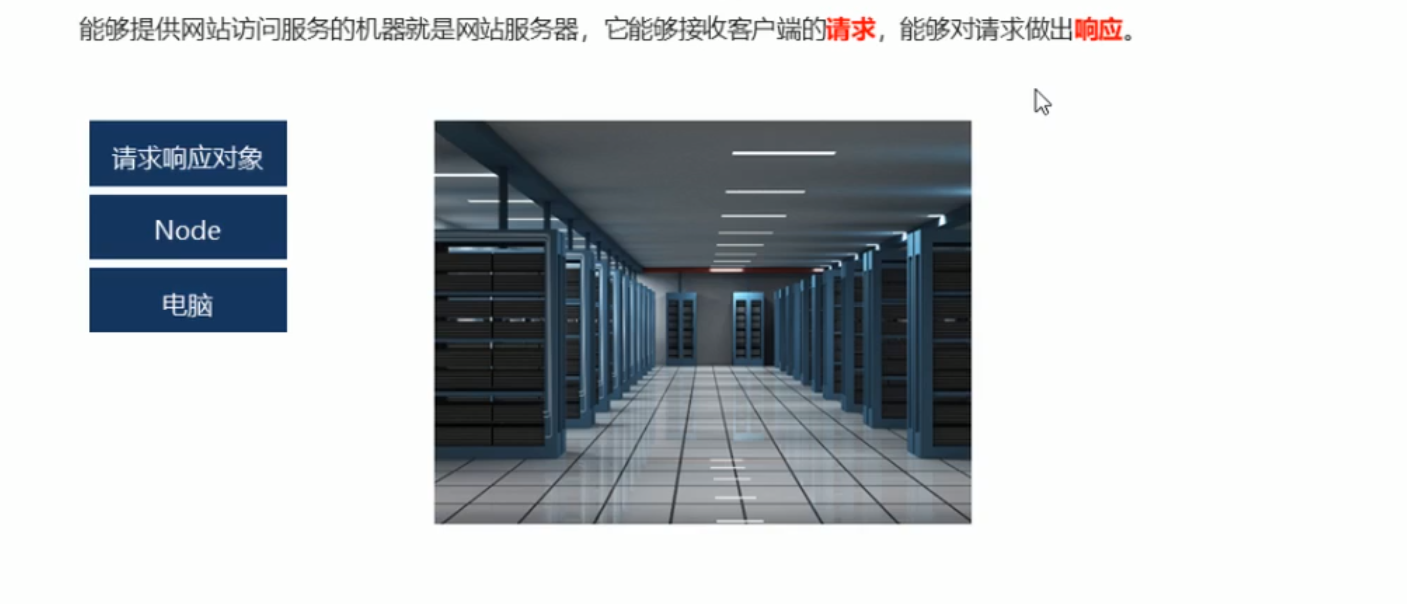 能够提供网站访问服务的机器就是网站服务器，它能够接收客户端的请求，能够对请求做出响应。
请求响应对象
Node
电脑